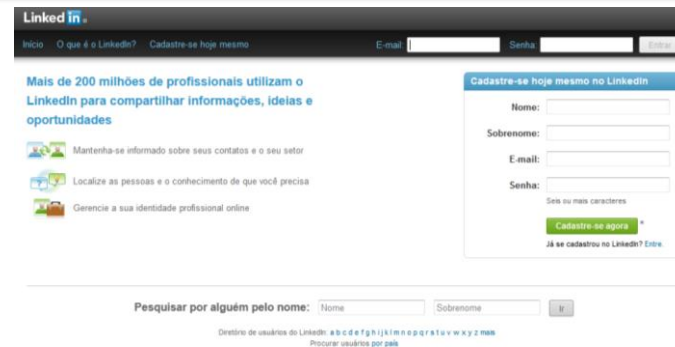 Linked in.
Início O que é o LinkedIn? Cadastre-se hoje mesmo E-mail: Senha: Entrar
Mais de 200 milhões de profissionais utilizam o
LinkedIn para compartilhar informações, ideias e
oportunidades
Mantenha-se informado sobre seus contatos e o seu setor
Localize as pessoas e o conhecimento de que você precisa
Gerencie a sua identidade profissional online
Cadastre-se hoje mesmo no LinkedIn
Nome:
Sobrenome:
E-mail:
Senha:
Seis ou mais caracteres
Cadastre-se agora *
Já se cadastrou no LinkedIn? Entre.
Pesquisar por alguém pelo nome: Nome Sobrenome Ir
Diretório de usuários do LinkedIn: a b c d e f g h i j k l m n o p q r s t u v w x y z mais
Procurar usuários por país